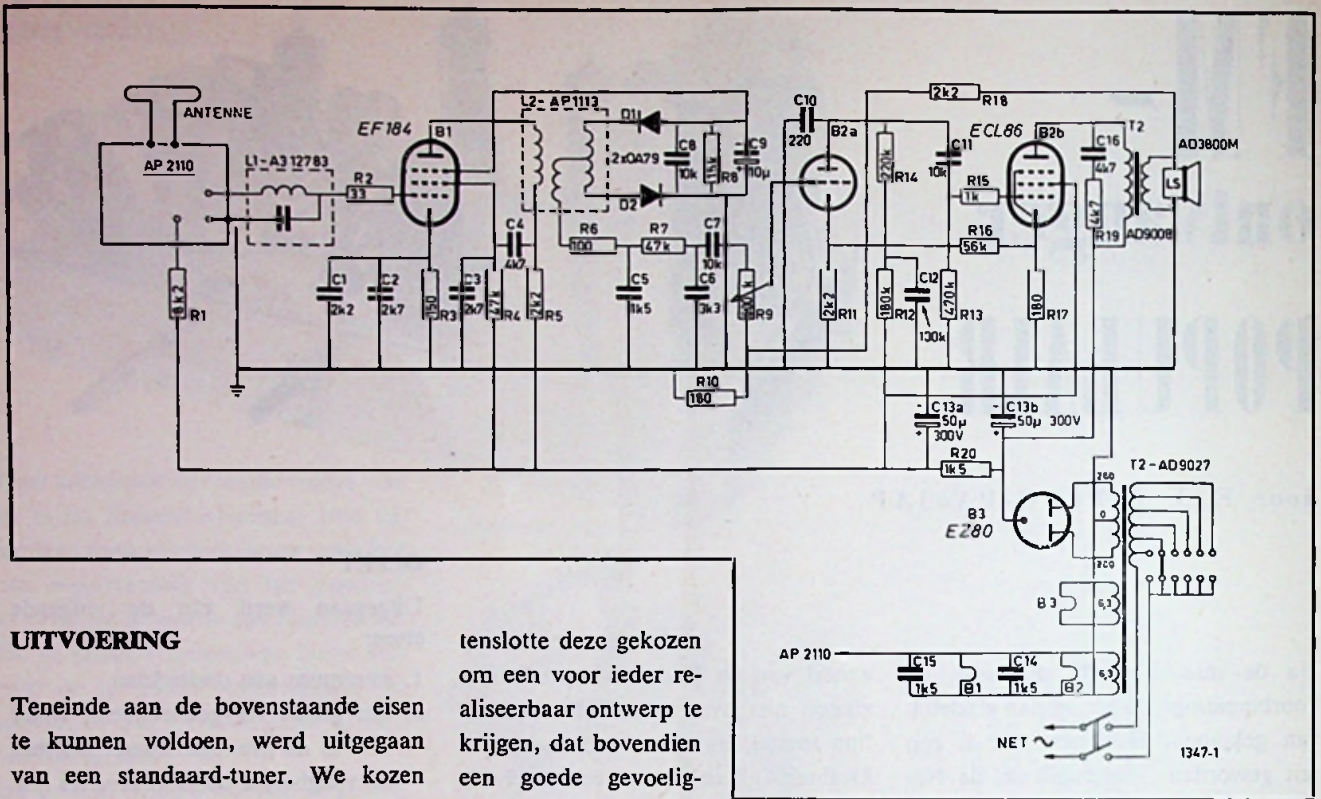 ANTENNE
AP 2110
L1-A312783
R2
33
EF184
B1
L2-AP1113
D1
2xOA79
D2
C8
10k
15k
R8
C9
10µ
C10
220
B2a
R18
2k2
R14
220k
C11
10k
ECL86
B2b
C16
4k7
T2
AD3800M
LS
AD9008
R19
4k7
R15
1k
R16
56k
R6
100
R7
47k
C7
10k
C4
4k7
R1
8k2
C1
2k2
C2
2k7
R3
150
C3
2k7
R4
47k
R5
2k2
C5
1k5
C6
3k3
R9
R10
180
R11
2k2
R12
180k
C12
100k
R13
470k
R17
180
C13a
50µ
300V
C13b
50µ 300V
R20
1k5
T2-AD9027
B3
EZ80
260
0
260
B3
6,3
AP 2110
C15
1k5
B1
C14
1k5
B2
6,3
NET
1347-1
UITVOERING
Teneinde aan de bovenstaande eisen
te kunnen voldoen, werd uitgegaan
van een standaard-tuner. We kozen
tenslotte deze gekozen
om een voor ieder re-
aliseerbaar ontwerp te
krijgen, dat bovendien
een goede gevoelig-